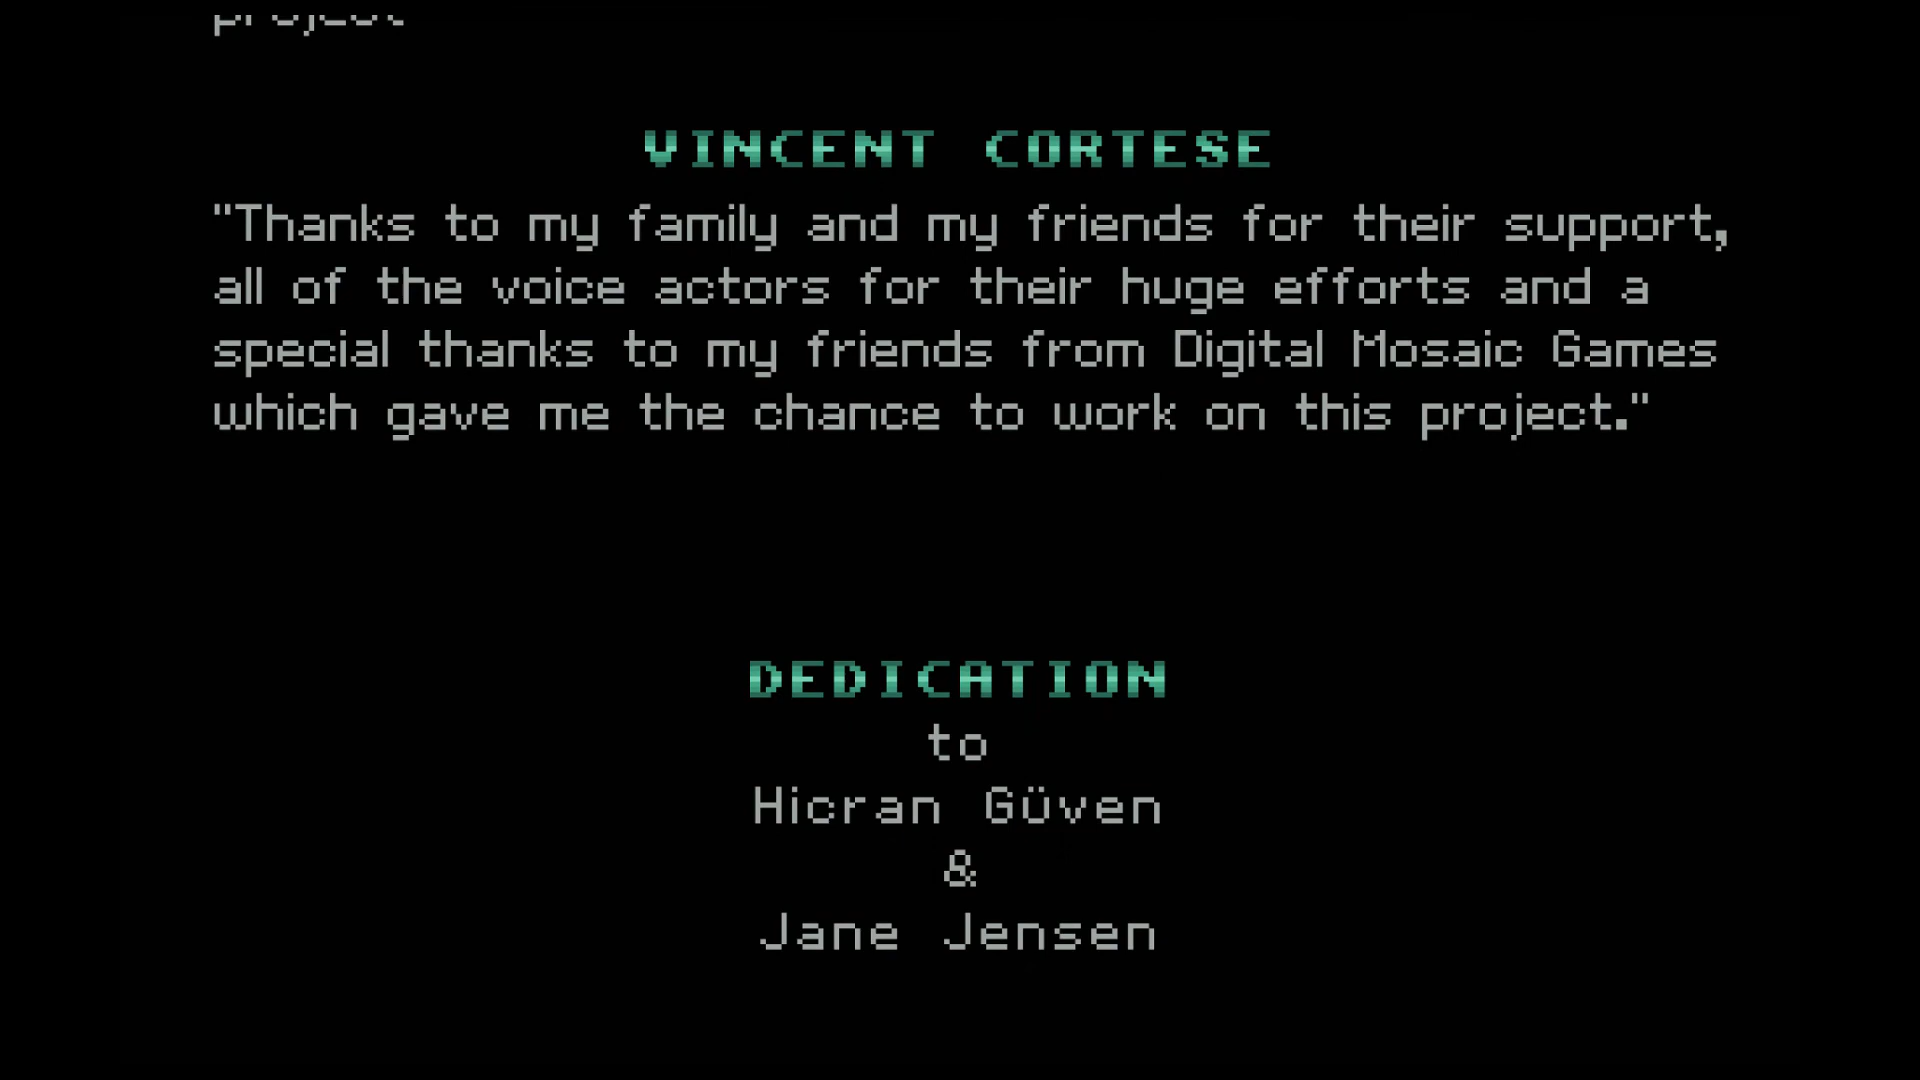 project
VINCENT CORTESE
"Thanks to my family and my friends for their support,
all of the voice actors for their huge efforts and a
special thanks to my friends from Digital Mosaic Games
which gave me the chance to work on this project."
DEDICATION
to
Hicran Güven
&
Jane Jensen